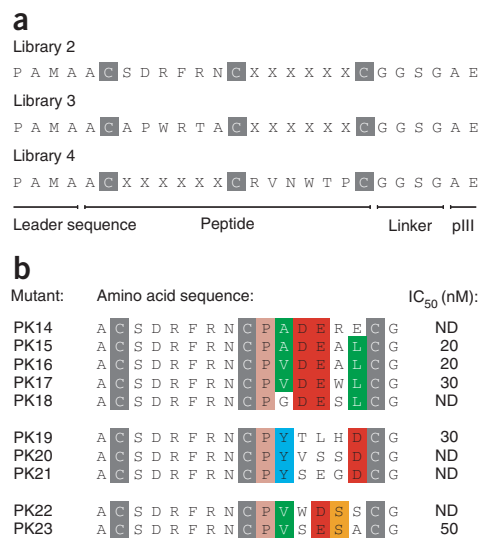 a
Library 2
P A M A A C S D R F R N C X X X X X X C G G S G A E
Library 3
P A M A A C A P W R T A C X X X X X X C G G S G A E
Library 4
P A M A A C X X X X X X C R V N W T P C G G S G A E
Leader sequence Peptide Linker pIII
b
Mutant: Amino acid sequence: IC50 (nM):
PK14 A C S D R F R N C P A D E R E C G ND
PK15 A C S D R F R N C P A D E A L C G 20
PK16 A C S D R F R N C P V D E A L C G 20
PK17 A C S D R F R N C P V D E W L C G 30
PK18 A C S D R F R N C P G D E S L C G ND
PK19 A C S D R F R N C P Y T L H D C G 30
PK20 A C S D R F R N C P Y V S S D C G ND
PK21 A C S D R F R N C P Y S E G D C G ND
PK22 A C S D R F R N C P V W D S S C G ND
PK23 A C S D R F R N C P V S E S A C G 50